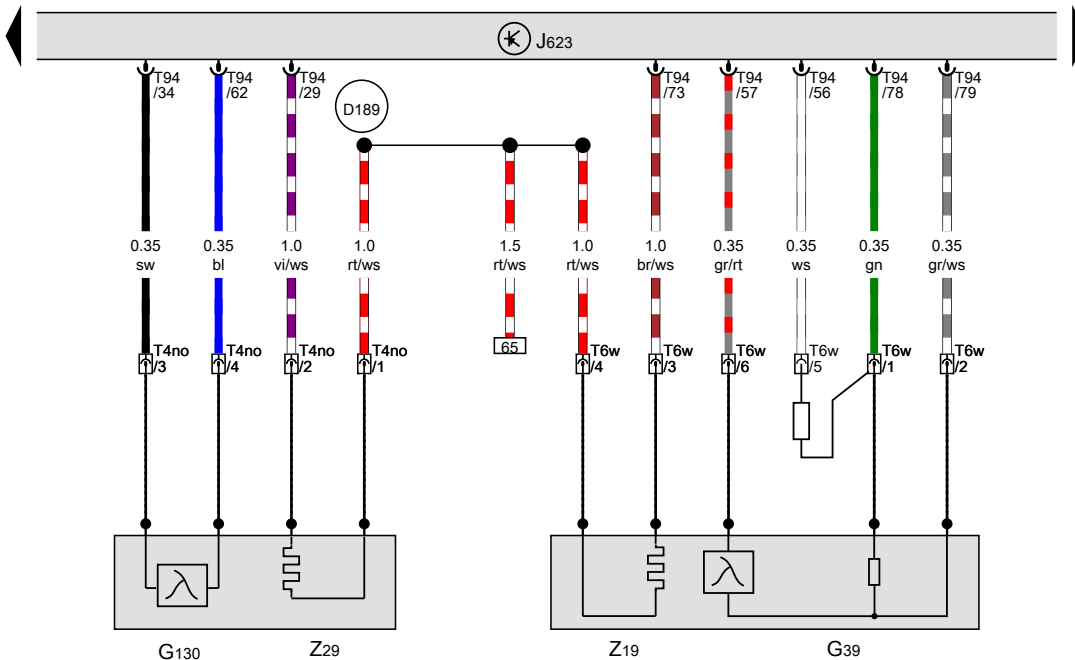 J623
T94 T94 T94 T94 T94 T94 T94 T94
/34 /62 /29 /73 /57 /56 /78 /79
D189
0.35 0.35 1.0 1.0 1.5 1.0 1.0 0.35 0.35 0.35 0.35
sw bl vi/ws rt/ws rt/ws rt/ws br/ws gr/rt ws gn gr/ws
65
T4no T4no T4no T4no T6w T6w T6w T6w T6w T6w
/3 /4 /2 /1 /4 /3 /6 /5 /1 /2
G130 Z29 Z19 G39